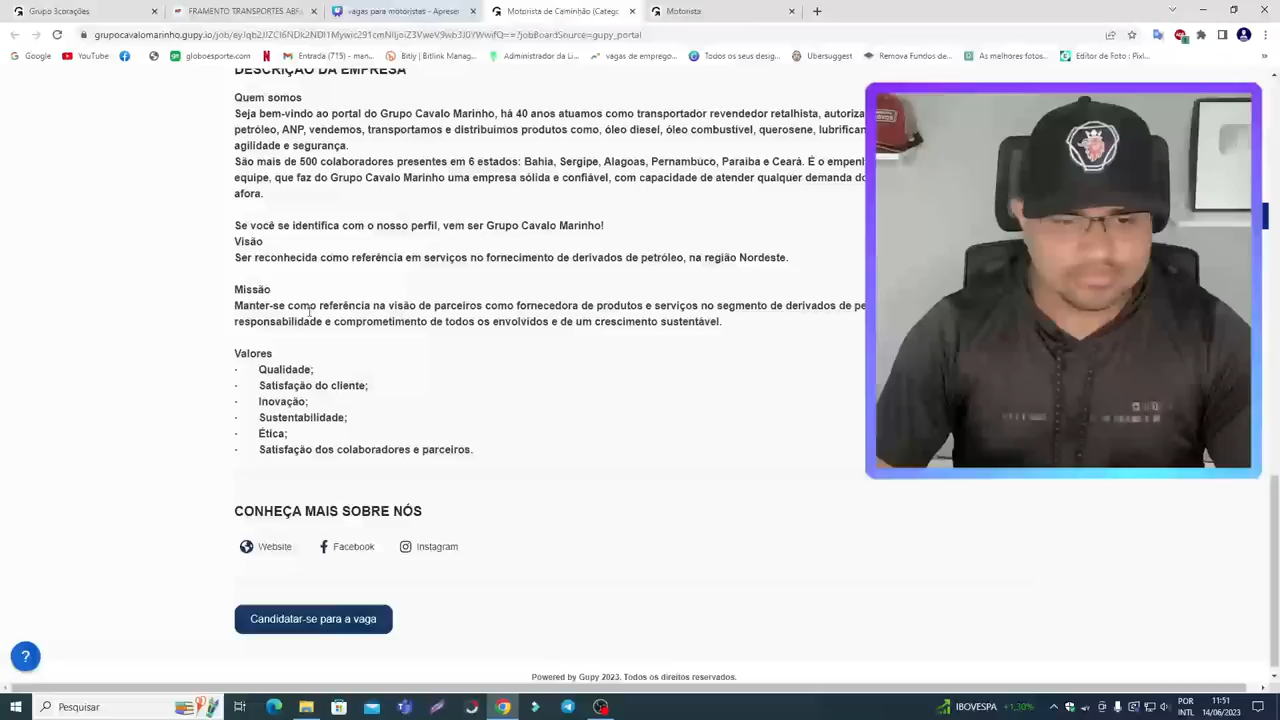 Grupo 3corações
FRAMENTO TRANSPORTES ABF
vagas para motoristas - Apreser
Motorista de Caminhão (Catego
Motorista
grupocavalomarinho.gupy.io/job/
?jobBoardSource=gupy_portal
Google
YouTube
globoesporte.com
Entrada (715) - man...
Bitly | Bitlink Manag...
Administrador da Li...
vagas de emprego...
Todos os seus desig...
Ubersuggest
Remova Fundos de...
As melhores fotos...
Editor de Foto : Pixl...
DESCRIÇÃO DA EMPRESA
Quem somos
Seja bem-vindo ao portal do Grupo Cavalo Marinho, há 40 anos atuamos como transportador revendedor retalhista, autoriza
petróleo, ANP, vendemos, transportamos e distribuimos produtos como, óleo diesel, óleo combustível, querosene, lubrifican
agilidade e segurança.
São mais de 500 colaboradores presentes em 6 estados: Bahia, Sergipe, Alagoas, Pernambuco, Paraiba e Ceará. É o empenh
equipe, que faz do Grupo Cavalo Marinho uma empresa sólida e confiável, com capacidade de atender qualquer demanda do
afora.
Se você se identifica com o nosso perfil, vem ser Grupo Cavalo Marinho!
Visão
Ser reconhecida como referência em serviços no fornecimento de derivados de petróleo, na região Nordeste.
Missão
Manter-se como referência na visão de parceiros como fornecedora de produtos e serviços no segmento de derivados de pe
responsabilidade e comprometimento de todos os envolvidos e de um crescimento sustentável.
Valores
· Qualidade;
· Satisfação do cliente;
· Inovação;
· Sustentabilidade;
· Ética;
· Satisfação dos colaboradores e parceiros.
CONHEÇA MAIS SOBRE NÓS
Website
Facebook
Instagram
Candidatar-se para a vaga
?
Powered by Gupy 2023. Todos os direitos reservados.
Pesquisar
IBOVESPA +1,30%
POR
INTL
11:51
14/06/2023